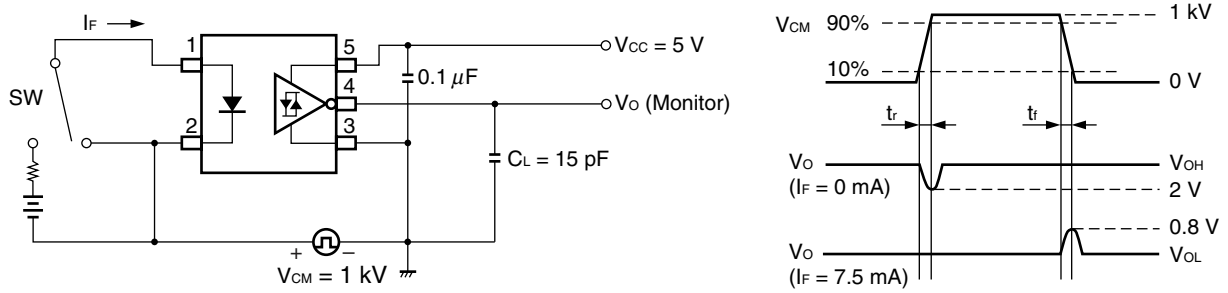 IF
1
5
VCC = 5 V
0.1 μF
4
VO (Monitor)
SW
2
3
CL = 15 pF
+
−
VCM = 1 kV
1 kV
VCM 90%
10%
0 V
tr
tf
VO
(IF = 0 mA)
VOH
2 V
0.8 V
VO
(IF = 7.5 mA)
VOL